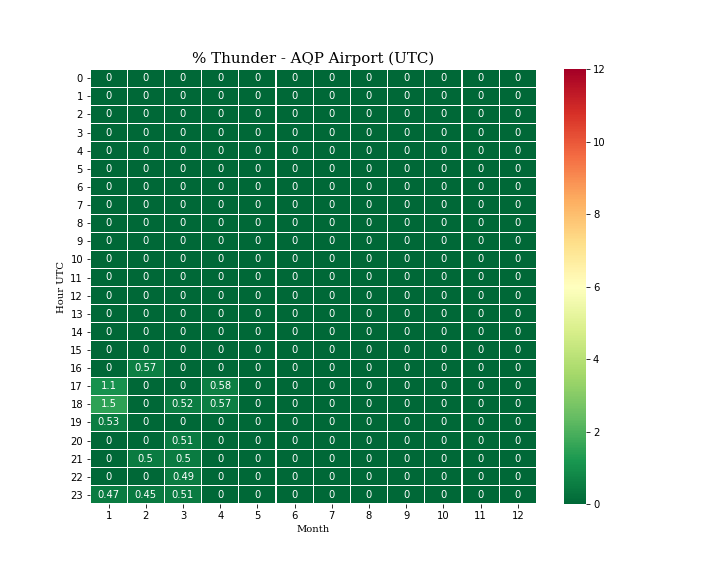 % Thunder - AQP Airport (UTC)
0 0 0 0 0 0 0 0 0 0 0 0 0
1 0 0 0 0 0 0 0 0 0 0 0 0
2 0 0 0 0 0 0 0 0 0 0 0 0
3 0 0 0 0 0 0 0 0 0 0 0 0
4 0 0 0 0 0 0 0 0 0 0 0 0
5 0 0 0 0 0 0 0 0 0 0 0 0
6 0 0 0 0 0 0 0 0 0 0 0 0
7 0 0 0 0 0 0 0 0 0 0 0 0
8 0 0 0 0 0 0 0 0 0 0 0 0
9 0 0 0 0 0 0 0 0 0 0 0 0
10 0 0 0 0 0 0 0 0 0 0 0 0
11 0 0 0 0 0 0 0 0 0 0 0 0
12 0 0 0 0 0 0 0 0 0 0 0 0
13 0 0 0 0 0 0 0 0 0 0 0 0
14 0 0 0 0 0 0 0 0 0 0 0 0
15 0 0 0 0 0 0 0 0 0 0 0 0
16 0 0.57 0 0 0 0 0 0 0 0 0 0
17 1.1 0 0 0.58 0 0 0 0 0 0 0 0
18 1.5 0 0.52 0.57 0 0 0 0 0 0 0 0
19 0.53 0 0 0 0 0 0 0 0 0 0 0
20 0 0 0.51 0 0 0 0 0 0 0 0 0
21 0 0.5 0.5 0 0 0 0 0 0 0 0 0
22 0 0 0.49 0 0 0 0 0 0 0 0 0
23 0.47 0.45 0.51 0 0 0 0 0 0 0 0 0
1 2 3 4 5 6 7 8 9 10 11 12
Month
Hour UTC
12
10
8
6
4
2
0